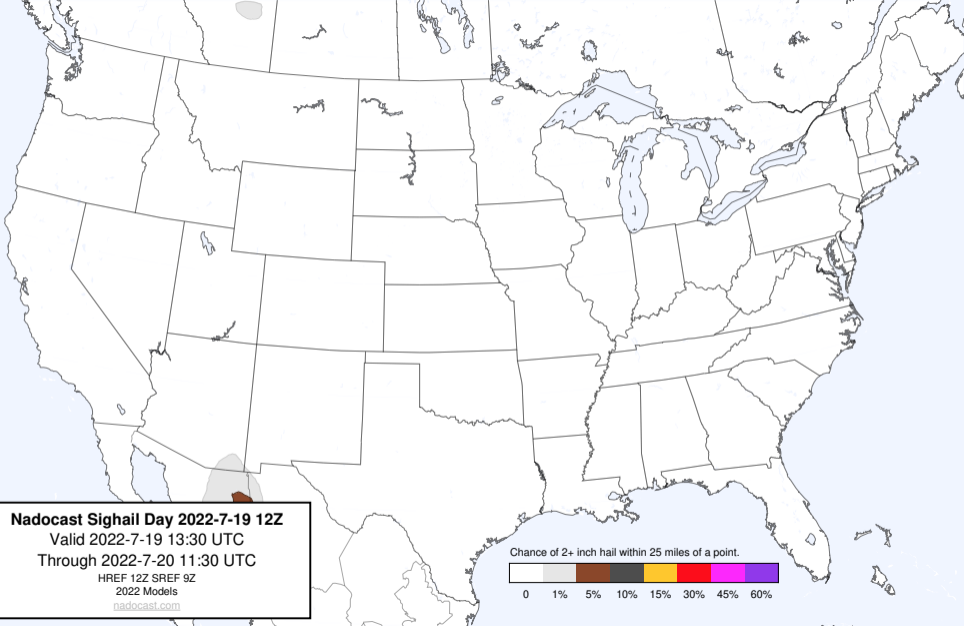 Nadocast Sighail Day 2022-7-19 12Z
Valid 2022-7-19 13:30 UTC
Through 2022-7-20 11:30 UTC
HREF 12Z SREF 9Z
2022 Models
nadocast.com
Chance of 2+ inch hail within 25 miles of a point.
0 1% 5% 10% 15% 30% 45% 60%